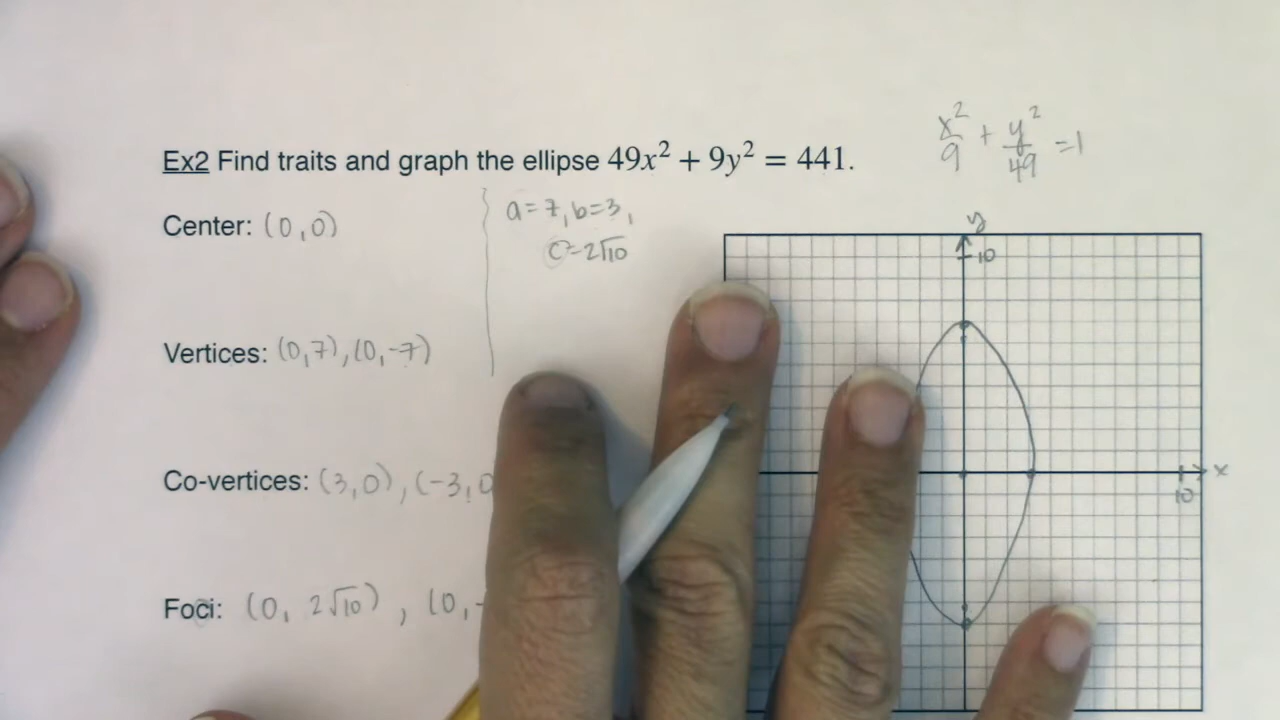 x²/9 + y²/49 = 1
Ex2 Find traits and graph the ellipse 49x² + 9y² = 441.
Center: (0,0)
a=7, b=3,
c=2√10
y
10
Vertices: (0,7), (0,-7)
x
10
Co-vertices: (3,0), (-3,0
Foci: (0, 2√10), (0,-